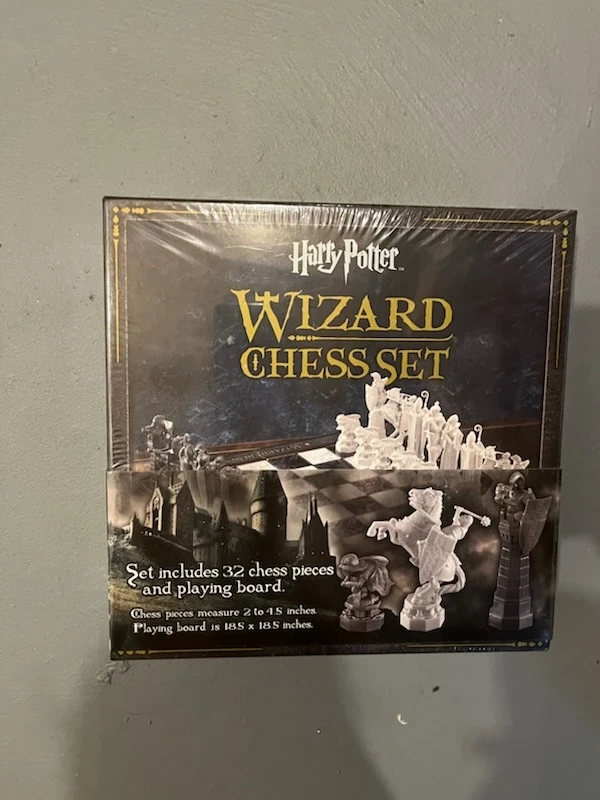 Harry Potter
WIZARD
CHESS SET
Set includes 32 chess pieces
and playing board.
Chess pieces measure 2 to 4.5 inches.
Playing board is 18.5 x 18.5 inches.